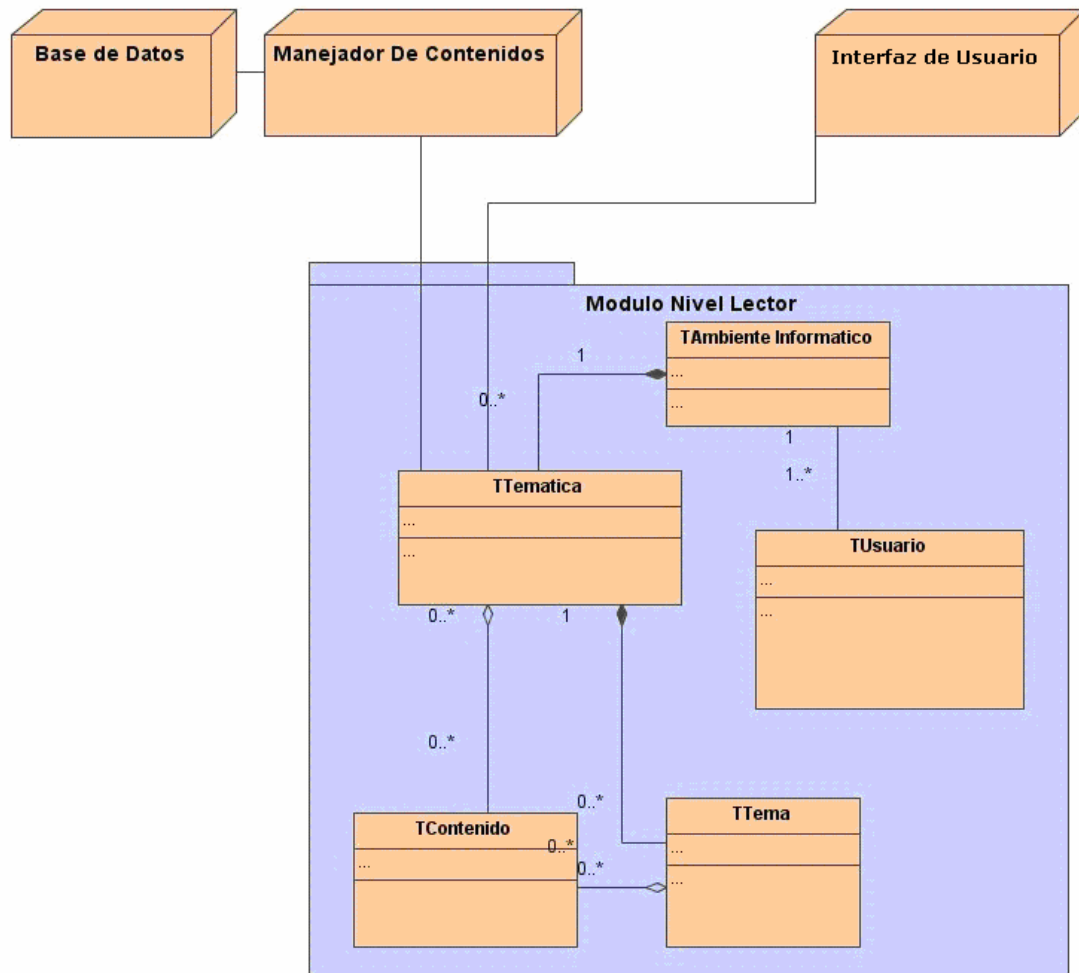 Base de Datos
Manejador De Contenidos
Interfaz de Usuario
Modulo Nivel Lector
TAmbiente Informatico
...
...
1
0..*
1
1..*
TTematica
...
...
TUsuario
...
...
0..*
1
0..*
0..*
TTema
...
...
TContenido
...
0..*
0..*